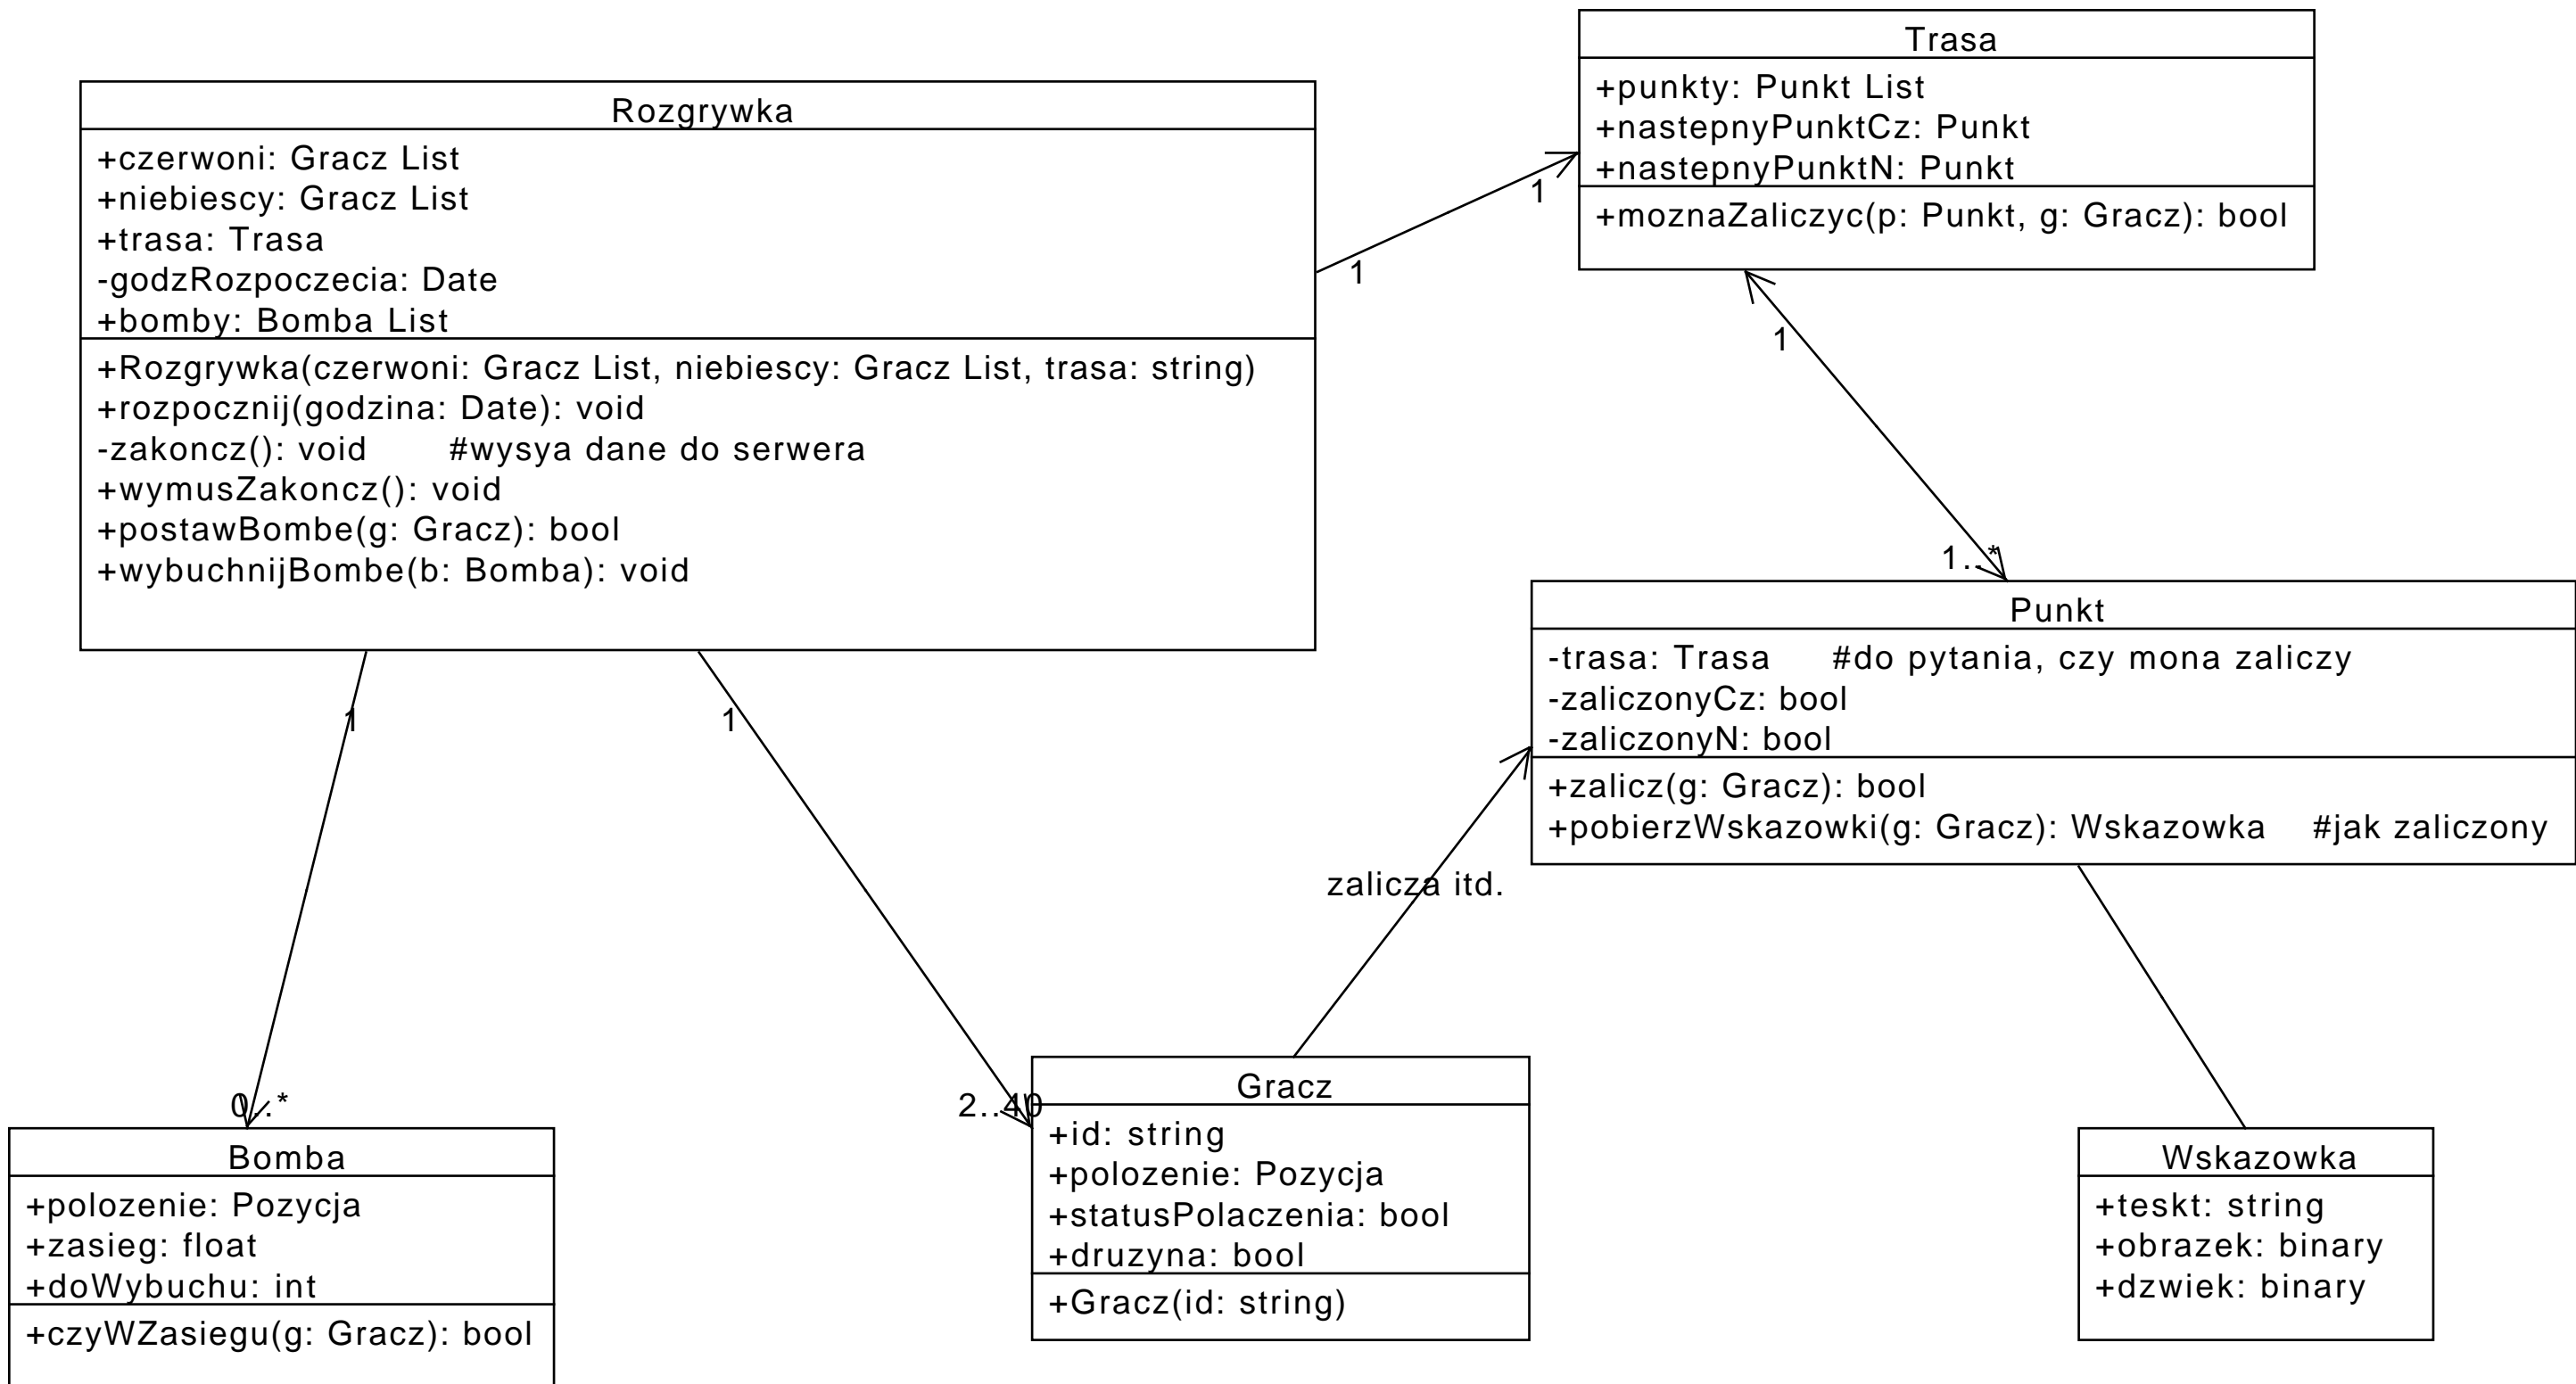 Rozgrywka
+czerwoni: Gracz List
+niebiescy: Gracz List
+trasa: Trasa
-godzRozpoczecia: Date
+bomby: Bomba List
+Rozgrywka(czerwoni: Gracz List, niebiescy: Gracz List, trasa: string)
+rozpocznij(godzina: Date): void
-zakoncz(): void #wysya dane do serwera
+wymusZakoncz(): void
+postawBombe(g: Gracz): bool
+wybuchnijBombe(b: Bomba): void
Trasa
+punkty: Punkt List
+nastepnyPunktCz: Punkt
+nastepnyPunktN: Punkt
+moznaZaliczyc(p: Punkt, g: Gracz): bool
1
1
1
1..*
Punkt
-trasa: Trasa #do pytania, czy mona zaliczy
-zaliczonyCz: bool
-zaliczonyN: bool
+zalicz(g: Gracz): bool
+pobierzWskazowki(g: Gracz): Wskazowka #jak zaliczony
1
1
zalicza itd.
0..*
2..40
Bomba
+polozenie: Pozycja
+zasieg: float
+doWybuchu: int
+czyWZasiegu(g: Gracz): bool
Gracz
+id: string
+polozenie: Pozycja
+statusPolaczenia: bool
+druzyna: bool
+Gracz(id: string)
Wskazowka
+teskt: string
+obrazek: binary
+dzwiek: binary